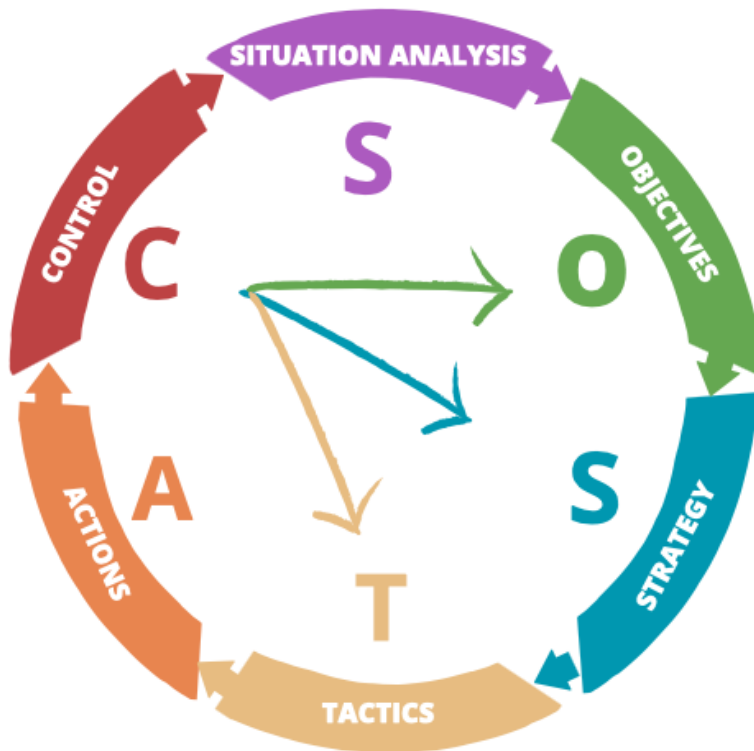 SITUATION ANALYSIS
S
OBJECTIVES
O
STRATEGY
S
TACTICS
T
ACTIONS
A
CONTROL
C